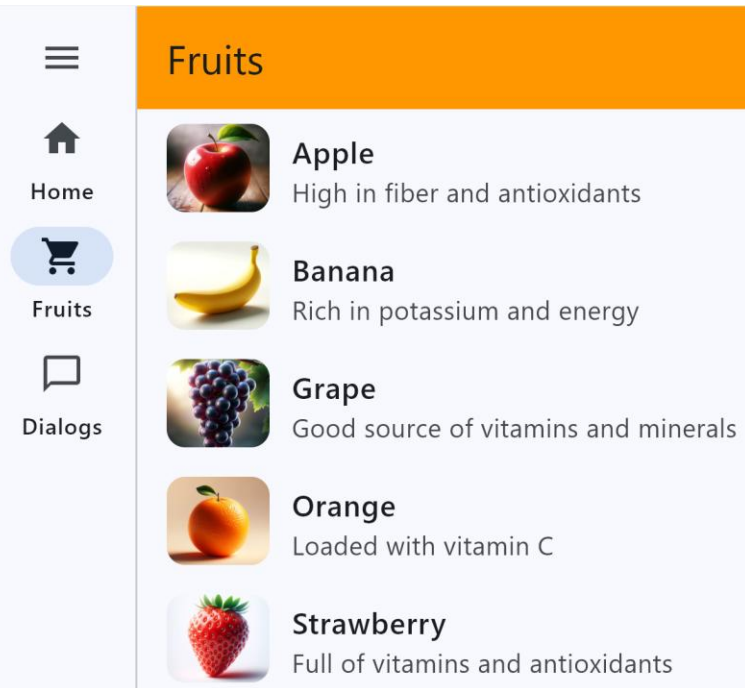 Fruits
Home
Fruits
Dialogs
Apple
High in fiber and antioxidants
Banana
Rich in potassium and energy
Grape
Good source of vitamins and minerals
Orange
Loaded with vitamin C
Strawberry
Full of vitamins and antioxidants